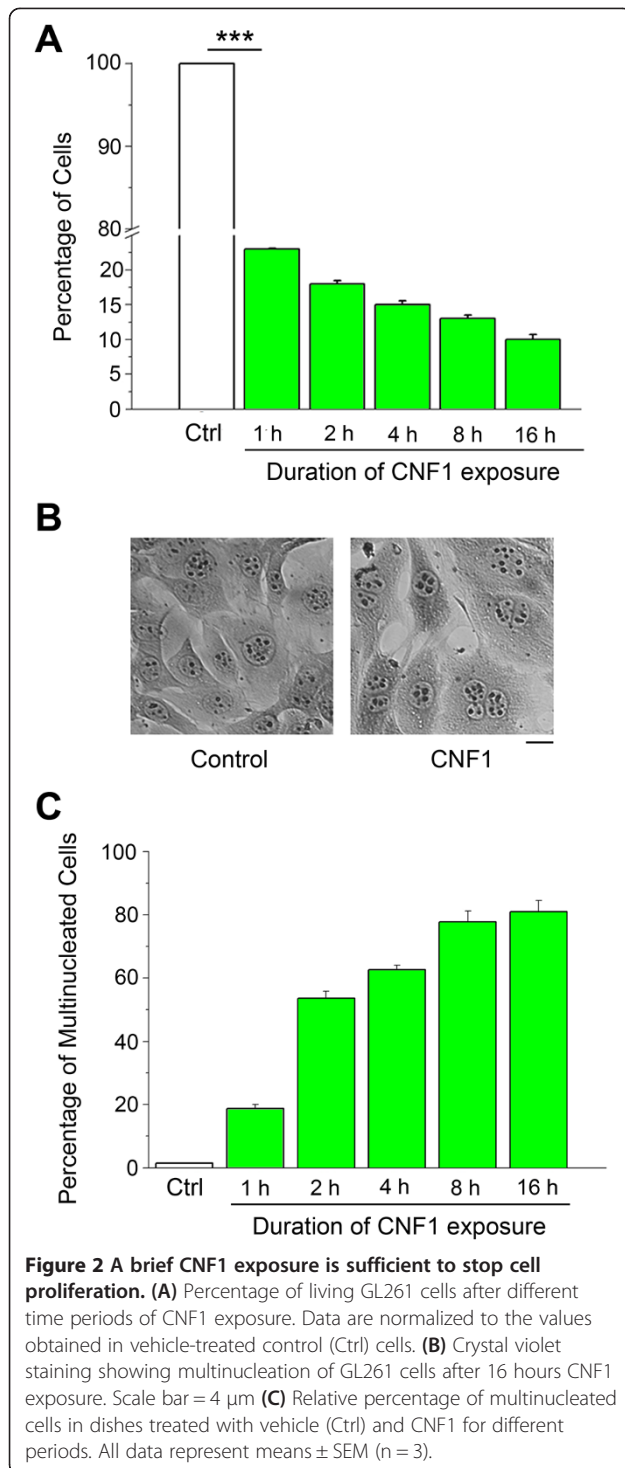 A
***
100
80
20
15
10
5
0
Percentage of Cells
Ctrl
1 h 2 h 4 h 8 h 16 h
Duration of CNF1 exposure
B
Control CNF1
C
100
80
60
40
20
0
Percentage of Multinucleated Cells
Ctrl
1 h 2 h 4 h 8 h 16 h
Duration of CNF1 exposure
Figure 2 A brief CNF1 exposure is sufficient to stop cell
proliferation. (A) Percentage of living GL261 cells after different
time periods of CNF1 exposure. Data are normalized to the values
obtained in vehicle-treated control (Ctrl) cells. (B) Crystal violet
staining showing multinucleation of GL261 cells after 16 hours CNF1
exposure. Scale bar = 4 μm (C) Relative percentage of multinucleated
cells in dishes treated with vehicle (Ctrl) and CNF1 for different
periods. All data represent means ± SEM (n = 3).